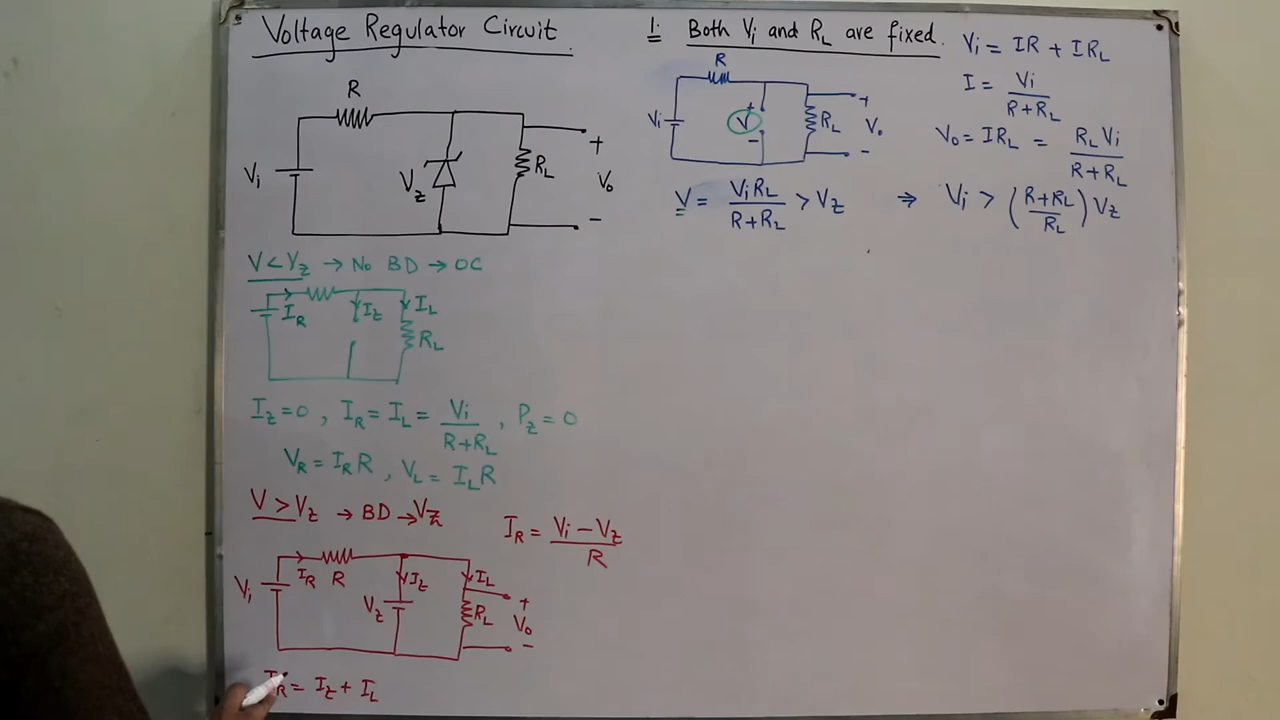 Voltage Regulator Circuit
R
Vi
VZ
RL
+
Vo
-
V < VZ → No BD → OC
IR
IZ
IL
RL
IZ = 0 , IR = IL = Vi / R+RL , PZ = 0
VR = IR R , VL = IL R
V > VZ → BD → VZ
IR = Vi - VZ / R
Vi
IR R
IZ
VZ
IL
RL
+
Vo
-
IR = IZ + IL
1: Both Vi and RL are fixed.
R
Vi
+
V
-
RL
+
Vo
-
Vi = IR + IRL
I = Vi / R+RL
Vo = IRL = RL Vi / R+RL
V = Vi RL / R+RL > VZ ⇒ Vi > (R+RL / RL) VZ